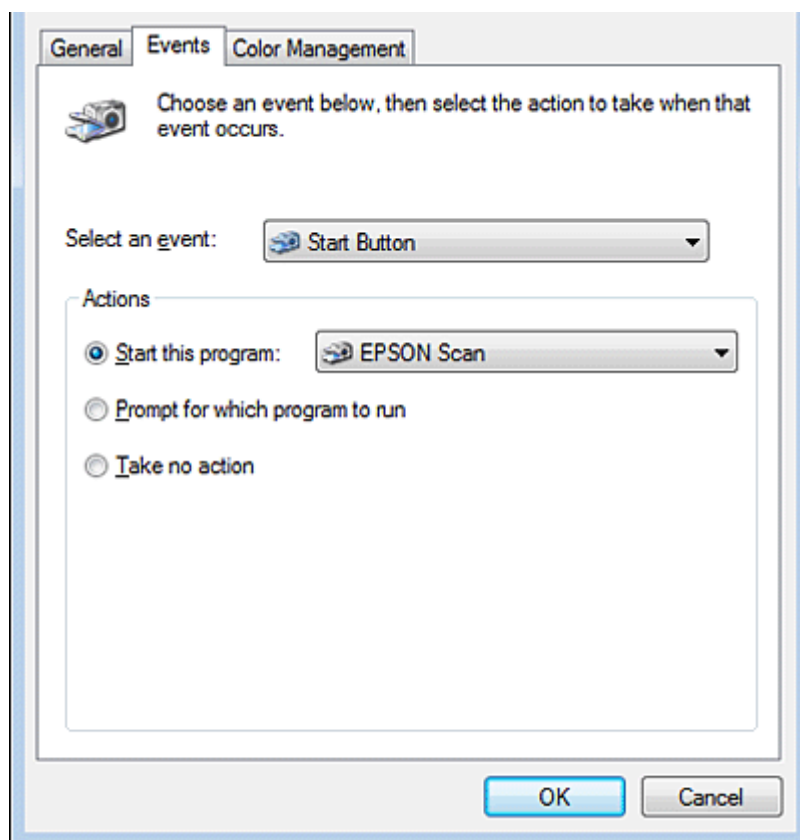 General Events Color Management
Choose an event below, then select the action to take when that
event occurs.
Select an event: Start Button
Actions
Start this program: EPSON Scan
Prompt for which program to run
Take no action
OK Cancel